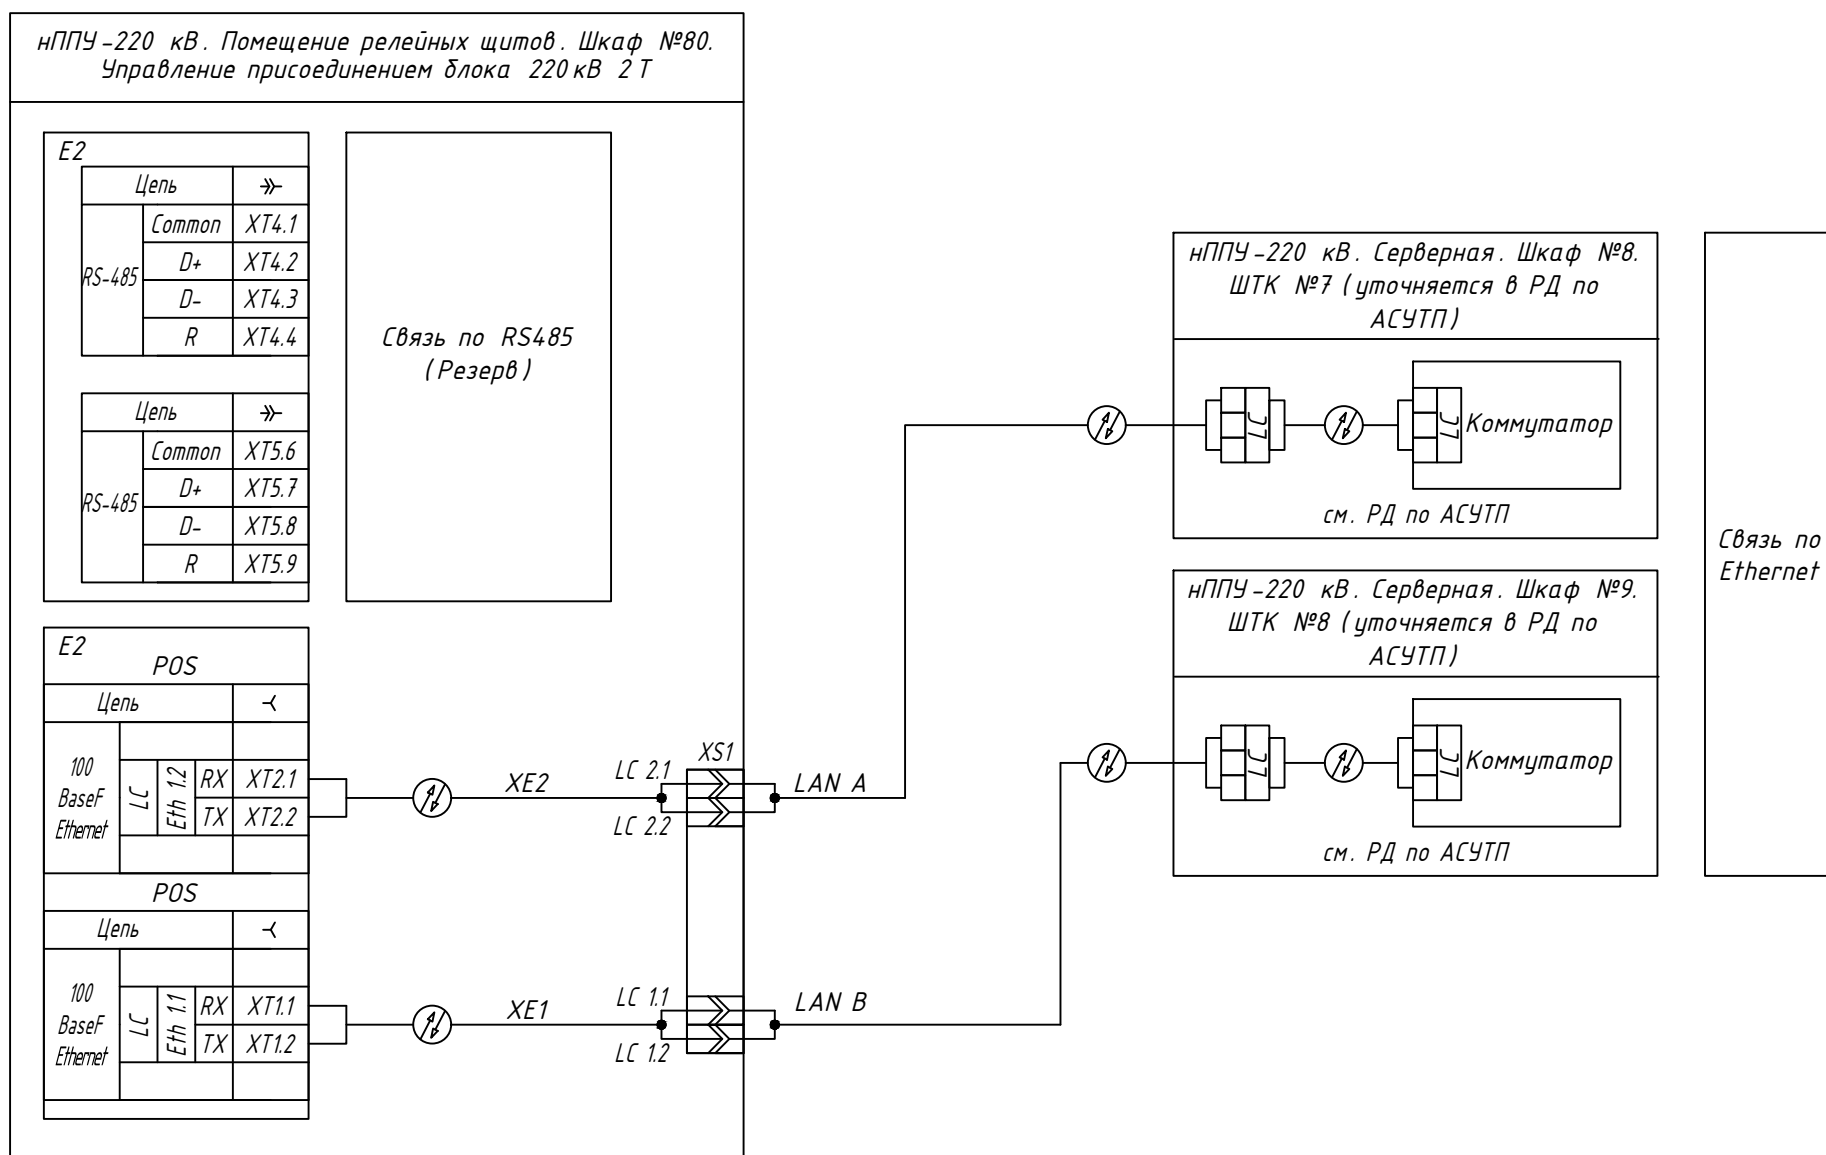 нППУ-220 кВ. Помещение релейных щитов. Шкаф №80.
Управление присоединением блока 220 кВ 2 Т
E2
Цепь
RS-485
Common XT4.1
D+ XT4.2
D- XT4.3
R XT4.4
Цепь
RS-485
Common XT5.6
D+ XT5.7
D- XT5.8
R XT5.9
Связь по RS485
(Резерв)
E2
POS
Цепь
100
BaseF
Ethernet
LC
Eth 1.2
RX XT2.1
TX XT2.2
POS
Цепь
100
BaseF
Ethernet
LC
Eth 1.1
RX XT1.1
TX XT1.2
XE2
LC 2.1
LC 2.2
XS1
LAN A
XE1
LC 1.1
LC 1.2
LAN B
нППУ-220 кВ. Серверная. Шкаф №8.
ШТК №7 (уточняется в РД по
АСУТП)
LC
LC
Коммутатор
см. РД по АСУТП
нППУ-220 кВ. Серверная. Шкаф №9.
ШТК №8 (уточняется в РД по
АСУТП)
LC
LC
Коммутатор
см. РД по АСУТП
Связь по
Ethernet